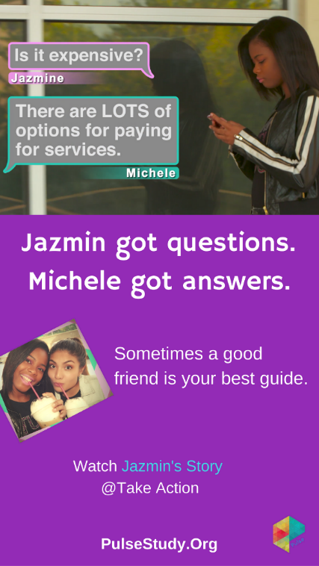 Is it expensive?
Jazmine
There are LOTS of
options for paying
for services.
Michele
Jazmin got questions.
Michele got answers.
Sometimes a good
friend is your best guide.
Watch Jazmin's Story
@Take Action
PulseStudy.Org